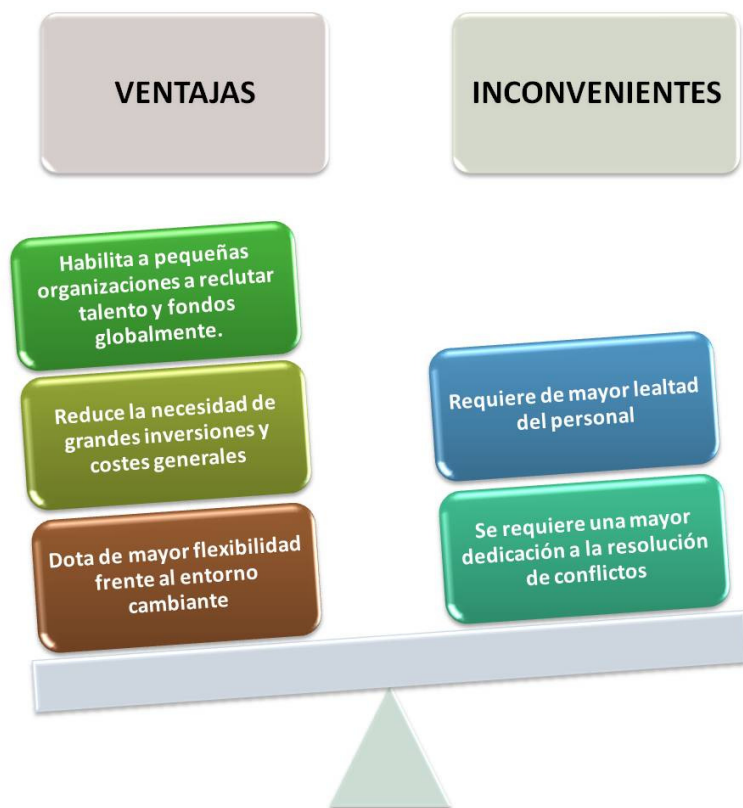 VENTAJAS
INCONVENIENTES
Habilita a pequeñas
organizaciones a reclutar
talento y fondos
globalmente.
Reduce la necesidad de
grandes inversiones y
costes generales
Dota de mayor flexibilidad
frente al entorno
cambiante
Requiere de mayor lealtad
del personal
Se requiere una mayor
dedicación a la resolución
de conflictos